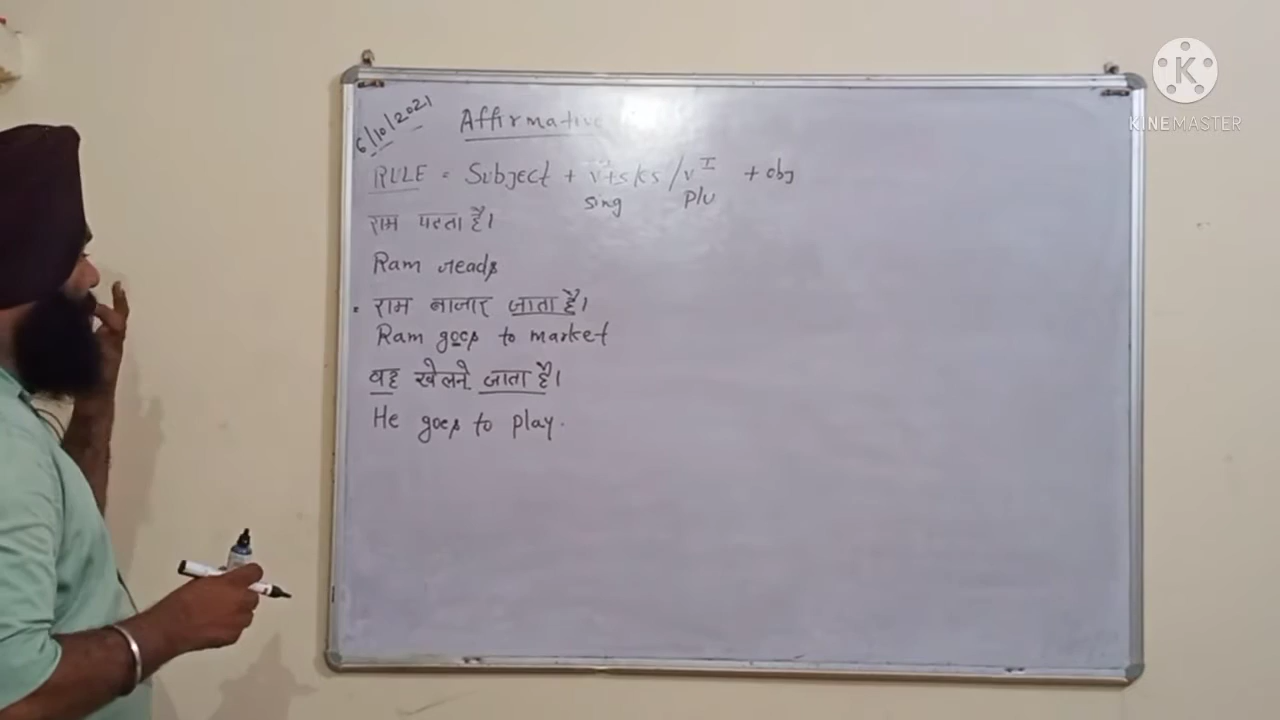 6/10/2021
Affirmative
RULE = Subject + V+s/es / V I + obj
sing plu
राम पढता है।
Ram reads
राम बाजार जाता है।
Ram goes to market
वह खेलने जाता है।
He goes to play.
KINEMASTER